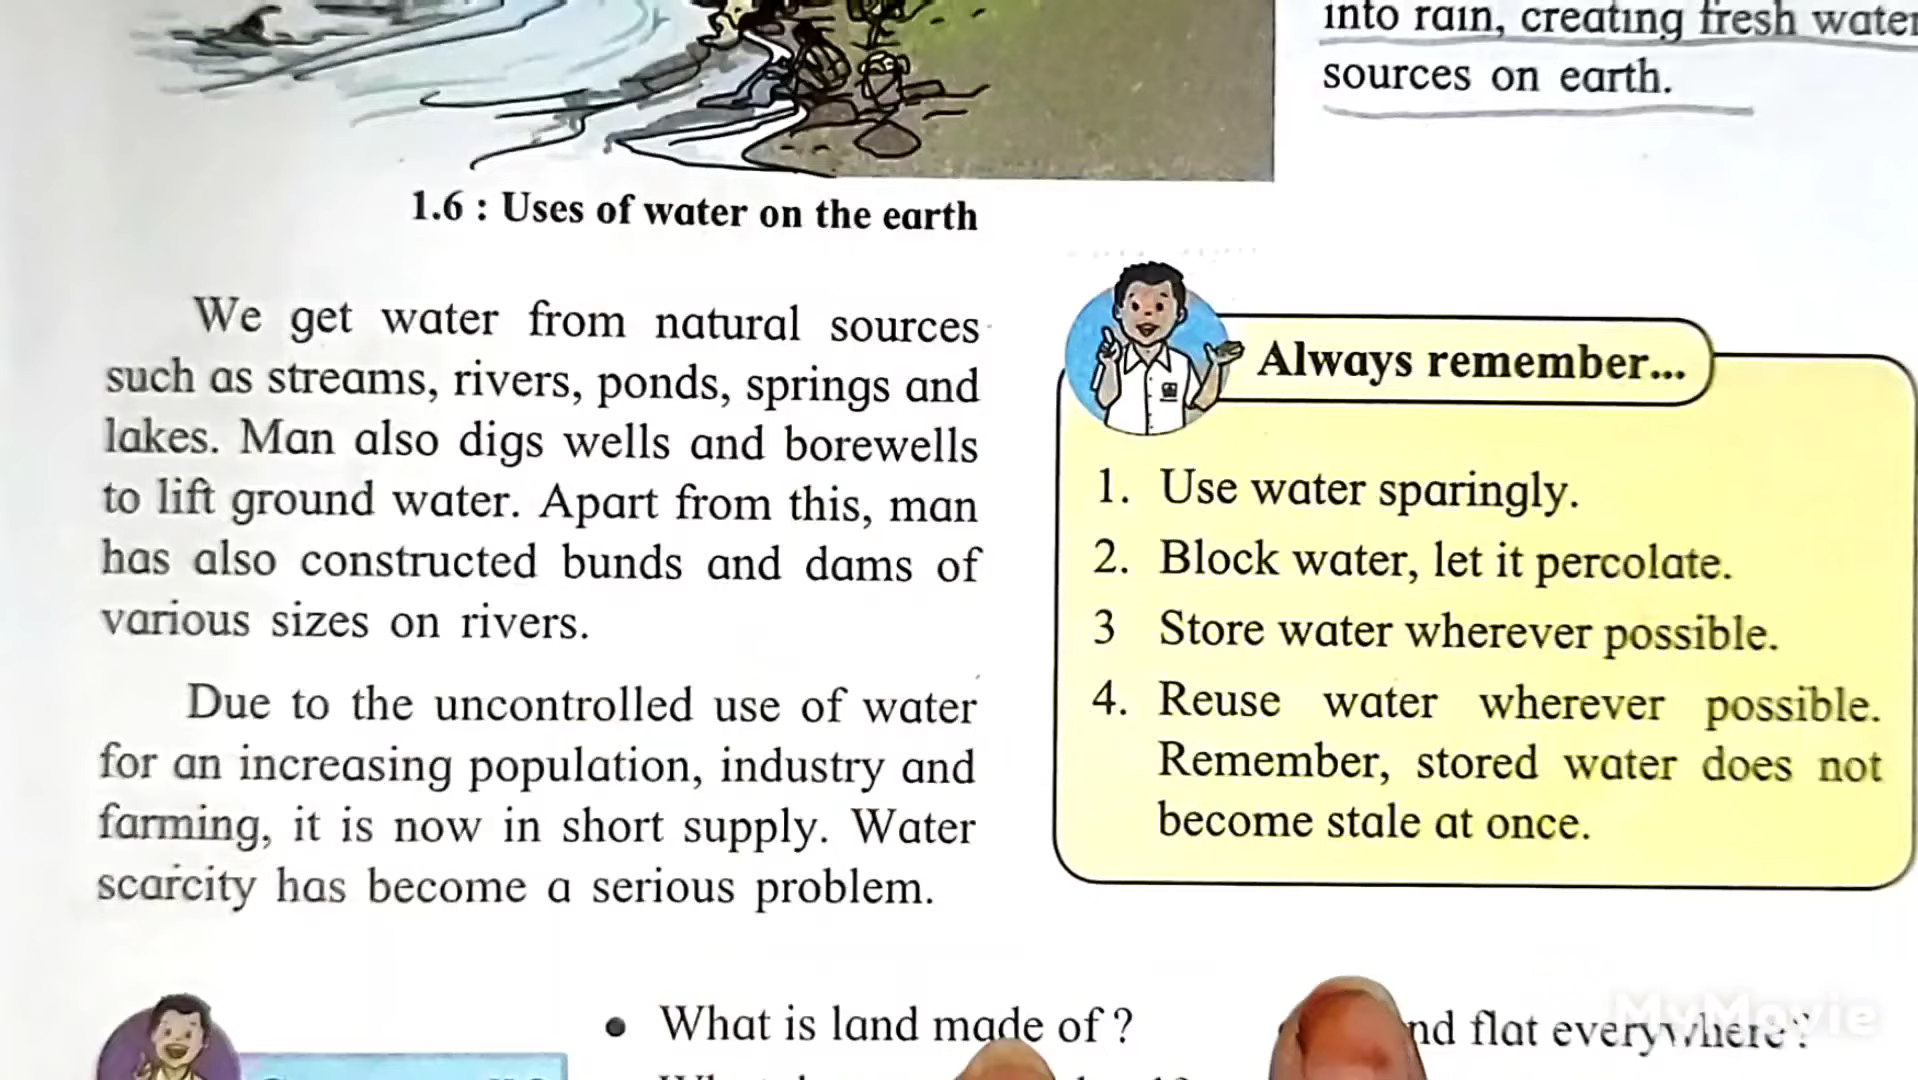 into rain, creating fresh water
sources on earth.
1.6 : Uses of water on the earth
We get water from natural sources
such as streams, rivers, ponds, springs and
lakes. Man also digs wells and borewells
to lift ground water. Apart from this, man
has also constructed bunds and dams of
various sizes on rivers.
Due to the uncontrolled use of water
for an increasing population, industry and
farming, it is now in short supply. Water
scarcity has become a serious problem.
Always remember...
1. Use water sparingly.
2. Block water, let it percolate.
3 Store water wherever possible.
4. Reuse water wherever possible.
Remember, stored water does not
become stale at once.
• What is land made of ?
flat everywhere?
MyMovie